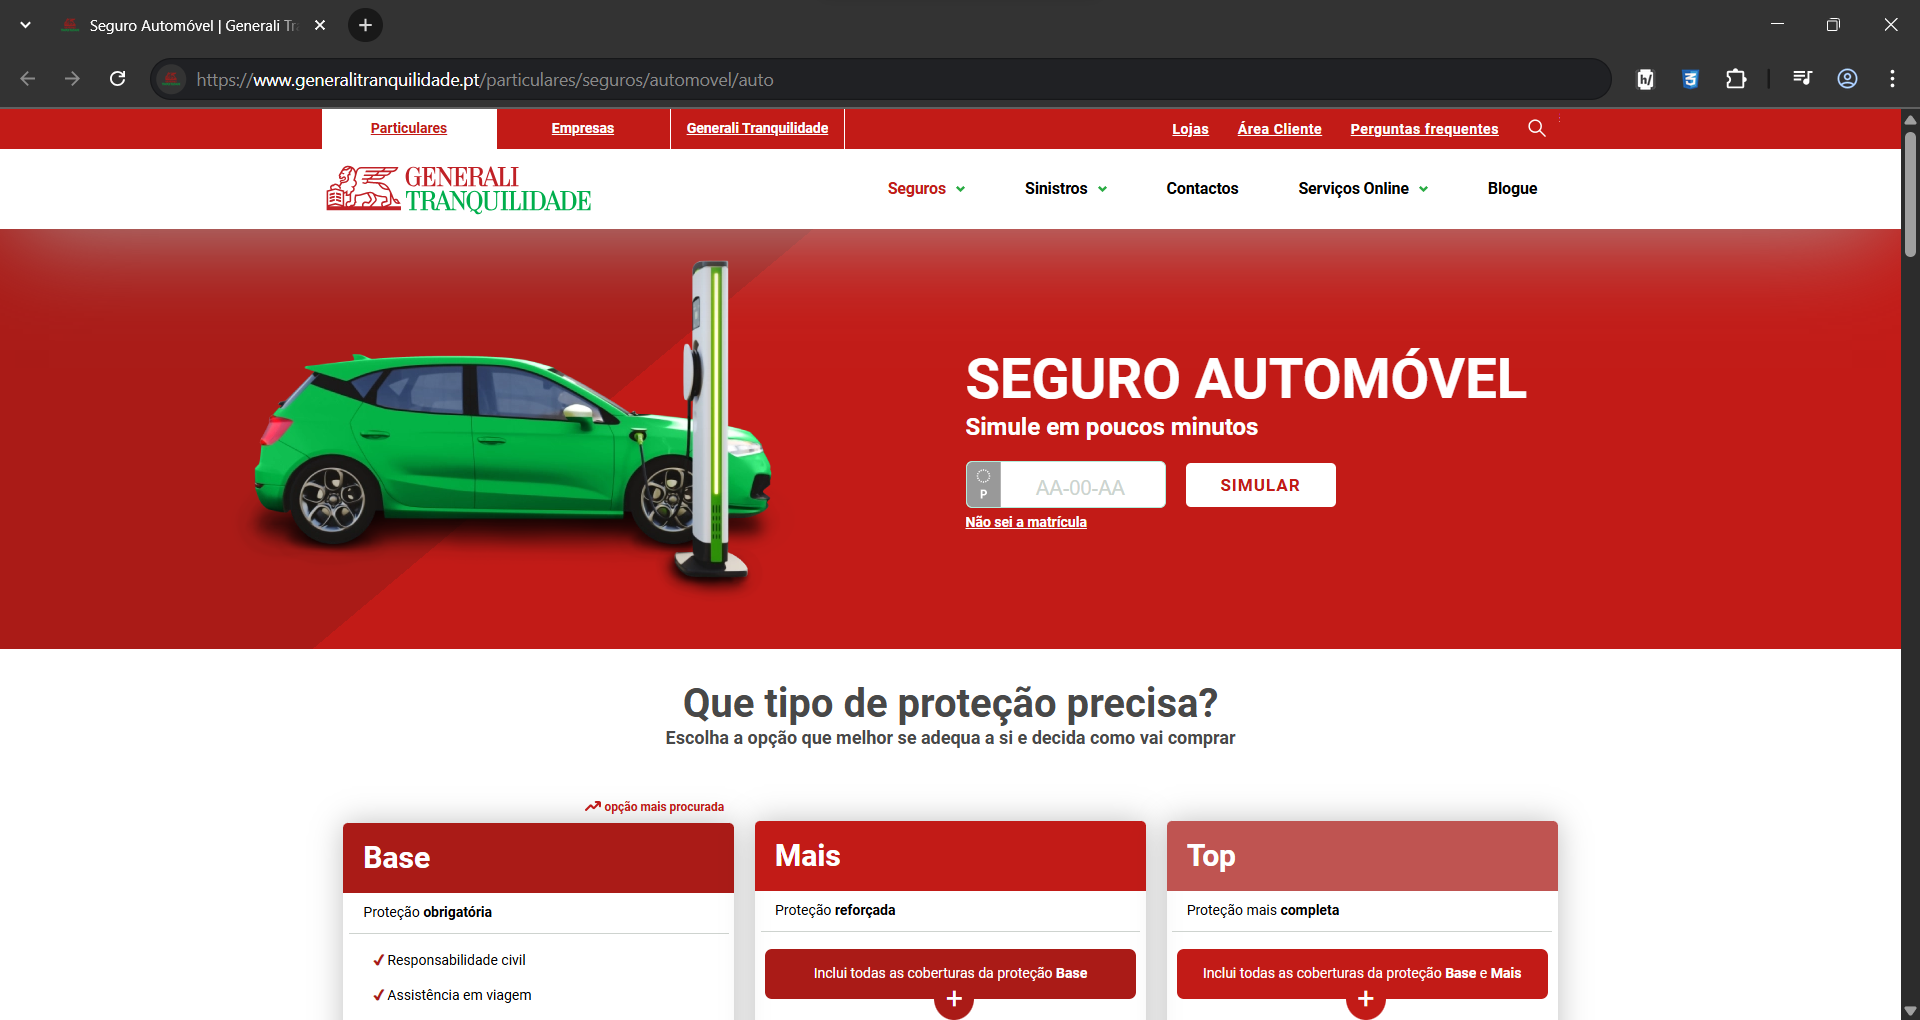 Seguro Automóvel | Generali Tr
https://www.generalitranquilidade.pt/particulares/seguros/automovel/auto
Particulares
Empresas
Generali Tranquilidade
Lojas
Área Cliente
Perguntas frequentes
GENERALI
TRANQUILIDADE
Seguros
Sinistros
Contactos
Serviços Online
Blogue
SEGURO AUTOMÓVEL
Simule em poucos minutos
P
AA-00-AA
SIMULAR
Não sei a matrícula
Que tipo de proteção precisa?
Escolha a opção que melhor se adequa a si e decida como vai comprar
opção mais procurada
Base
Proteção obrigatória
Responsabilidade civil
Assistência em viagem
Mais
Proteção reforçada
Inclui todas as coberturas da proteção Base
+
Top
Proteção mais completa
Inclui todas as coberturas da proteção Base e Mais
+